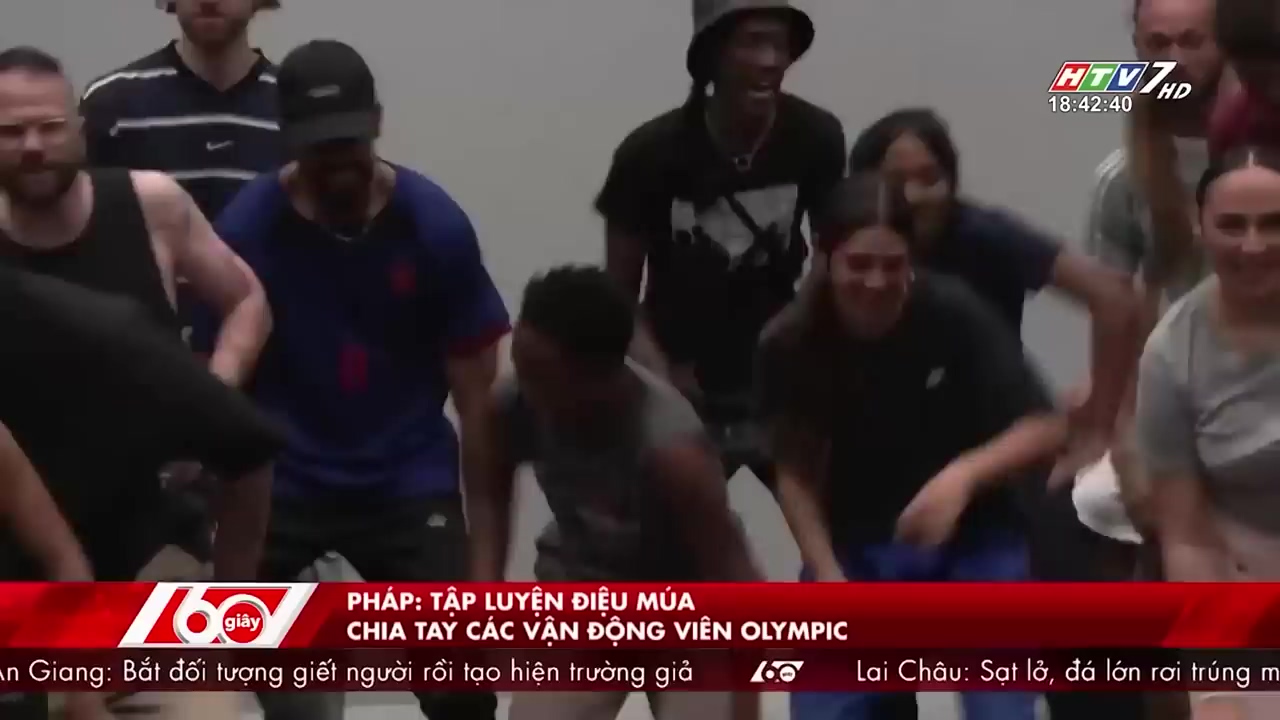 HTV7 HD
18:42:40
60 giây
PHÁP: TẬP LUYỆN ĐIỆU MÚA
CHIA TAY CÁC VẬN ĐỘNG VIÊN OLYMPIC
An Giang: Bắt đối tượng giết người rồi tạo hiện trường giả 60 giây Lai Châu: Sạt lở, đá lớn rơi trúng